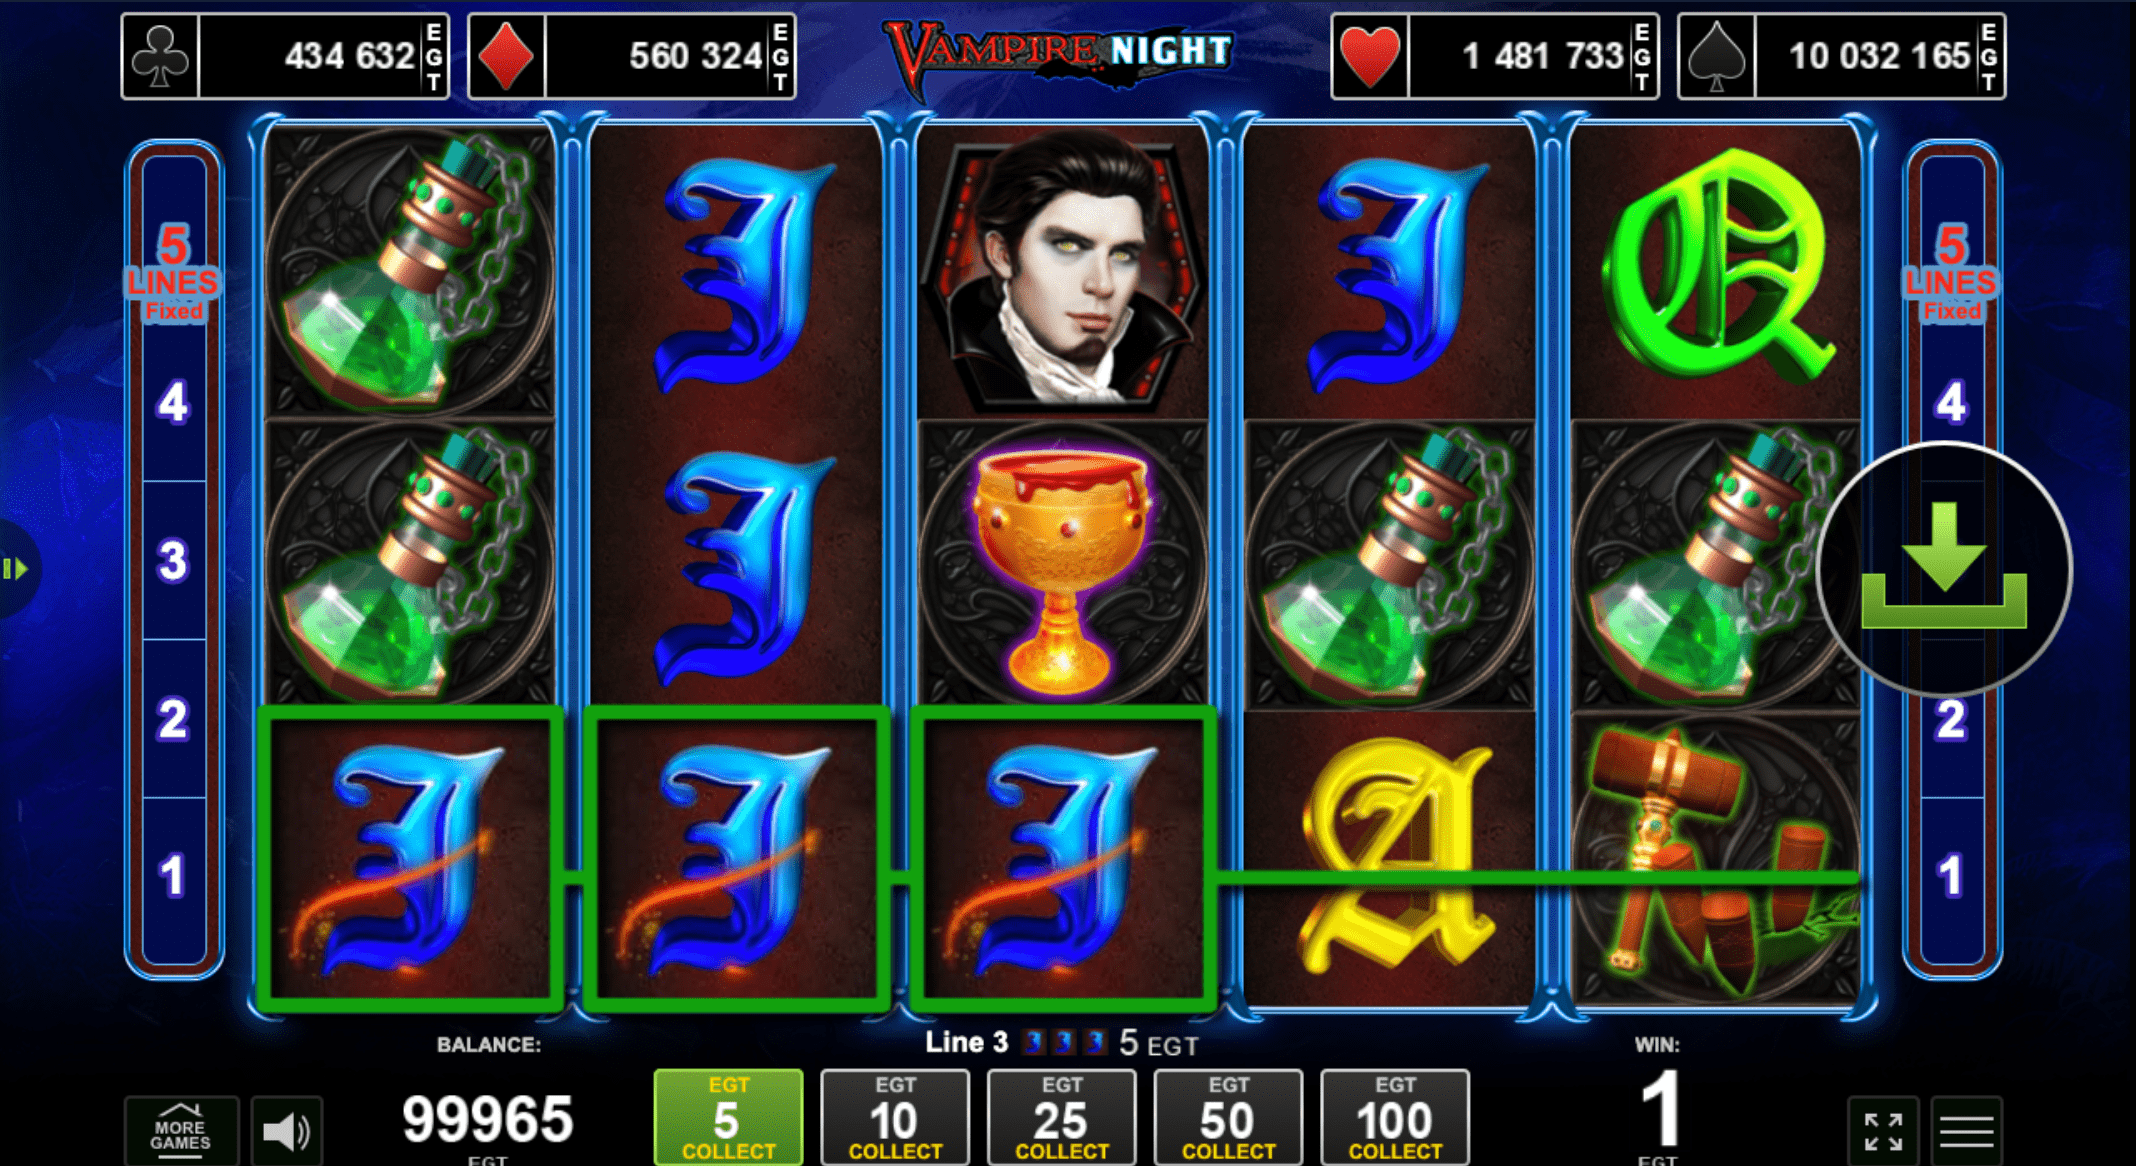 434 632 EGT
560 324 EGT
VAMPIRE NIGHT
1 481 733 EGT
10 032 165 EGT
5
LINES
Fixed
4
3
2
1
J
J
Q
J
J
J
J
A
5
LINES
Fixed
4
2
1
BALANCE:
99965
EGT
Line 3 J J J 5 EGT
WIN:
1
EGT
MORE
GAMES
EGT
5
COLLECT
EGT
10
COLLECT
EGT
25
COLLECT
EGT
50
COLLECT
EGT
100
COLLECT